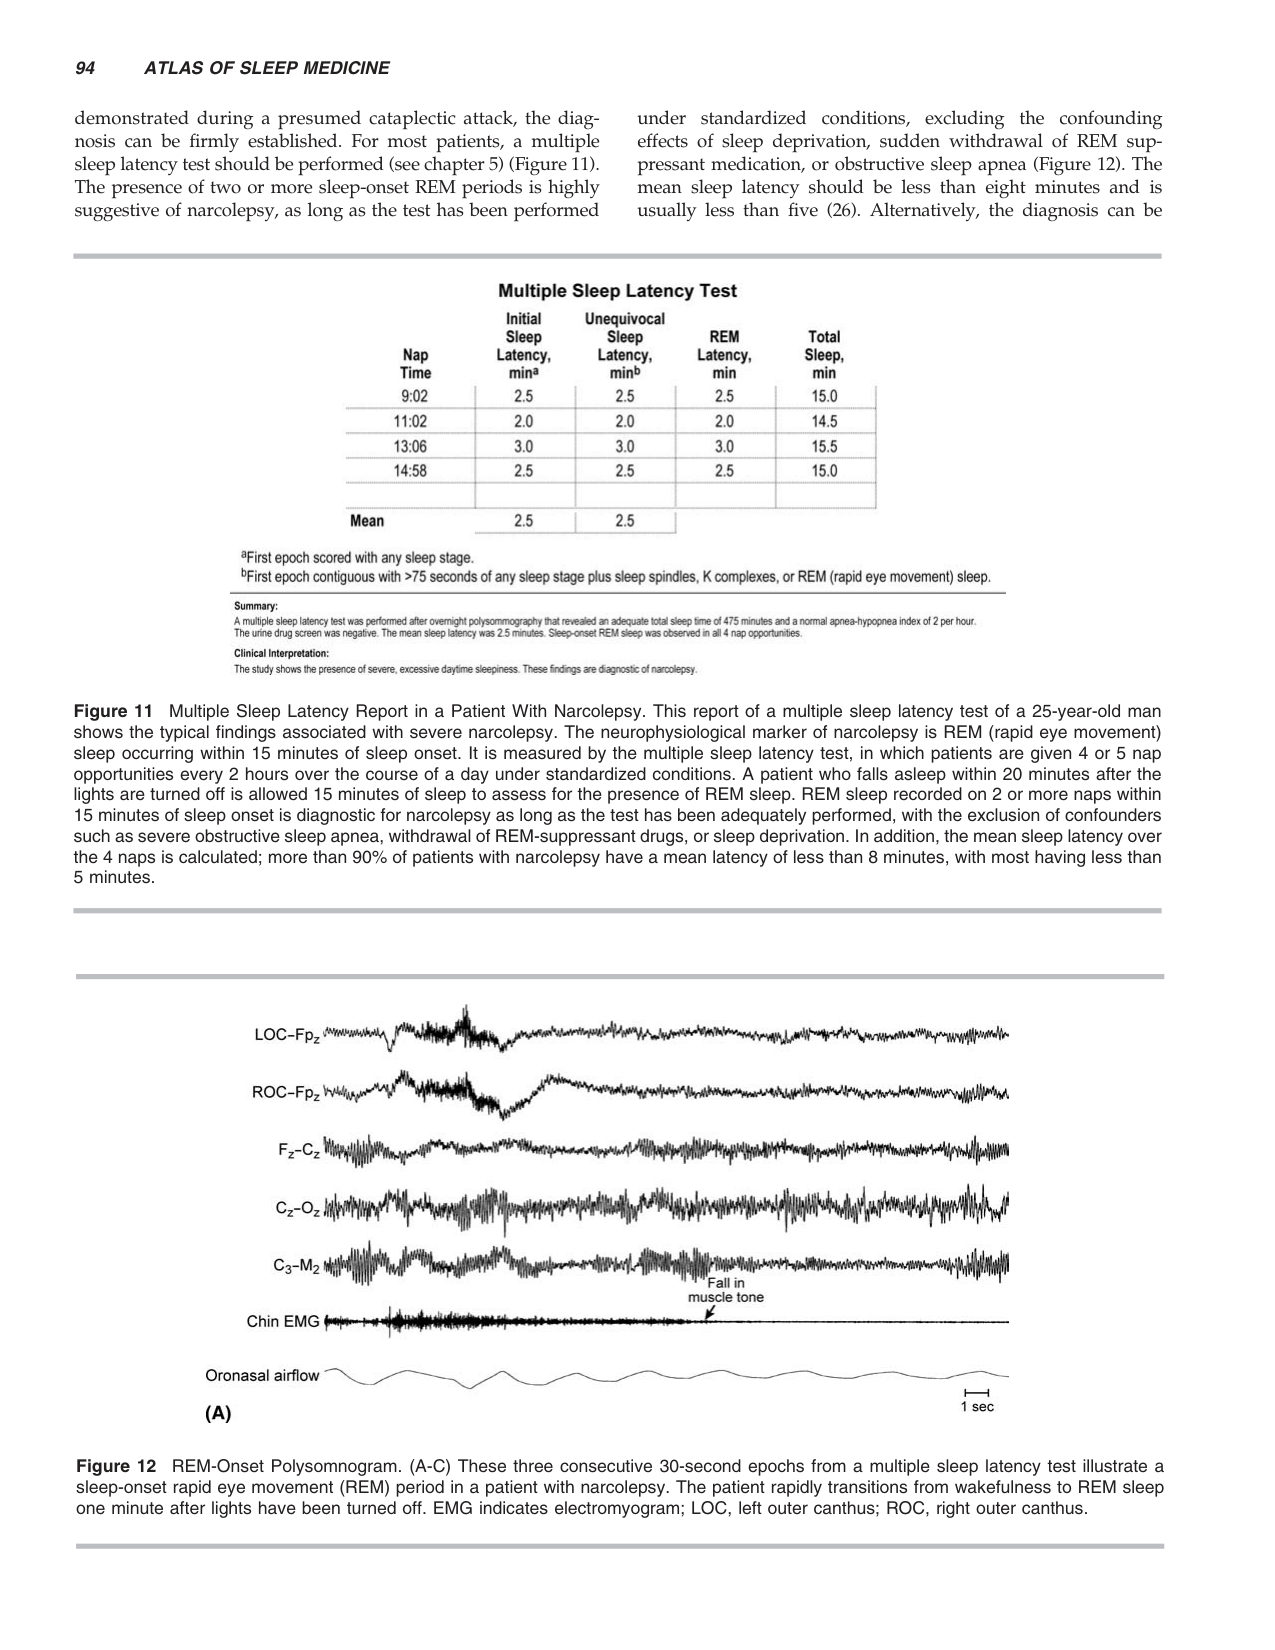 94 ATLAS OF SLEEP MEDICINE
demonstrated during a presumed cataplectic attack, the diag-
nosis can be firmly established. For most patients, a multiple
sleep latency test should be performed (see chapter 5) (Figure 11).
The presence of two or more sleep-onset REM periods is highly
suggestive of narcolepsy, as long as the test has been performed
under standardized conditions, excluding the confounding
effects of sleep deprivation, sudden withdrawal of REM sup-
pressant medication, or obstructive sleep apnea (Figure 12). The
mean sleep latency should be less than eight minutes and is
usually less than five (26). Alternatively, the diagnosis can be
Multiple Sleep Latency Test
Initial Unequivocal
Sleep Sleep REM Total
Nap Latency, Latency, Latency, Sleep,
Time minª minᵇ min min
9:02 2.5 2.5 2.5 15.0
11:02 2.0 2.0 2.0 14.5
13:06 3.0 3.0 3.0 15.5
14:58 2.5 2.5 2.5 15.0
Mean 2.5 2.5
ªFirst epoch scored with any sleep stage.
ᵇFirst epoch contiguous with >75 seconds of any sleep stage plus sleep spindles, K complexes, or REM (rapid eye movement) sleep.
Summary:
A multiple sleep latency test was performed after overnight polysommography that revealed an adequate total sleep time of 475 minutes and a normal apnea-hypopnea index of 2 per hour.
The urine drug screen was negative. The mean sleep latency was 2.5 minutes. Sleep-onset REM sleep was observed in all 4 nap opportunities.
Clinical Interpretation:
The study shows the presence of severe, excessive daytime sleepiness. These findings are diagnostic of narcolepsy.
Figure 11 Multiple Sleep Latency Report in a Patient With Narcolepsy. This report of a multiple sleep latency test of a 25-year-old man
shows the typical findings associated with severe narcolepsy. The neurophysiological marker of narcolepsy is REM (rapid eye movement)
sleep occurring within 15 minutes of sleep onset. It is measured by the multiple sleep latency test, in which patients are given 4 or 5 nap
opportunities every 2 hours over the course of a day under standardized conditions. A patient who falls asleep within 20 minutes after the
lights are turned off is allowed 15 minutes of sleep to assess for the presence of REM sleep. REM sleep recorded on 2 or more naps within
15 minutes of sleep onset is diagnostic for narcolepsy as long as the test has been adequately performed, with the exclusion of confounders
such as severe obstructive sleep apnea, withdrawal of REM-suppressant drugs, or sleep deprivation. In addition, the mean sleep latency over
the 4 naps is calculated; more than 90% of patients with narcolepsy have a mean latency of less than 8 minutes, with most having less than
5 minutes.
LOC–Fpz
ROC–Fpz
Fz–Cz
Cz–Oz
C3–M2
Fall in
muscle tone
Chin EMG
Oronasal airflow
1 sec
(A)
Figure 12 REM-Onset Polysomnogram. (A-C) These three consecutive 30-second epochs from a multiple sleep latency test illustrate a
sleep-onset rapid eye movement (REM) period in a patient with narcolepsy. The patient rapidly transitions from wakefulness to REM sleep
one minute after lights have been turned off. EMG indicates electromyogram; LOC, left outer canthus; ROC, right outer canthus.